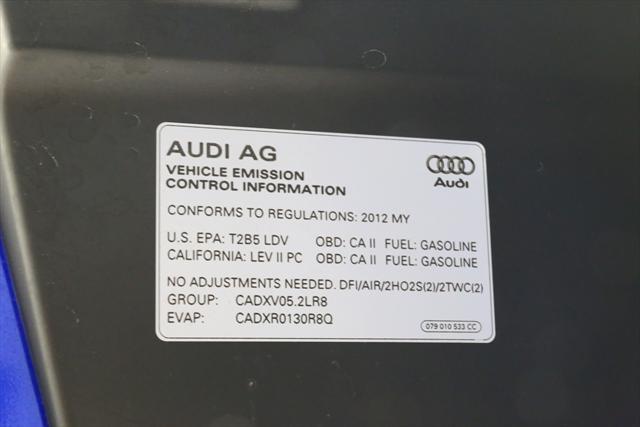 AUDI AG
Audi
VEHICLE EMISSION
CONTROL INFORMATION
CONFORMS TO REGULATIONS: 2012 MY
U.S. EPA: T2B5 LDV OBD: CA II FUEL: GASOLINE
CALIFORNIA: LEV II PC OBD: CA II FUEL: GASOLINE
NO ADJUSTMENTS NEEDED. DFI/AIR/2HO2S(2)/2TWC(2)
GROUP: CADXV05.2LR8
EVAP: CADXR0130R8Q
079 010 533 CC